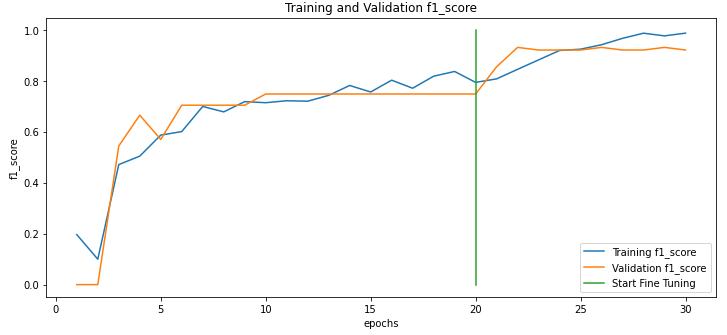 Training and Validation f1_score
1.0
0.8
0.6
0.4
0.2
0.0
f1_score
0
5
10
15
20
25
30
epochs
Training f1_score
Validation f1_score
Start Fine Tuning